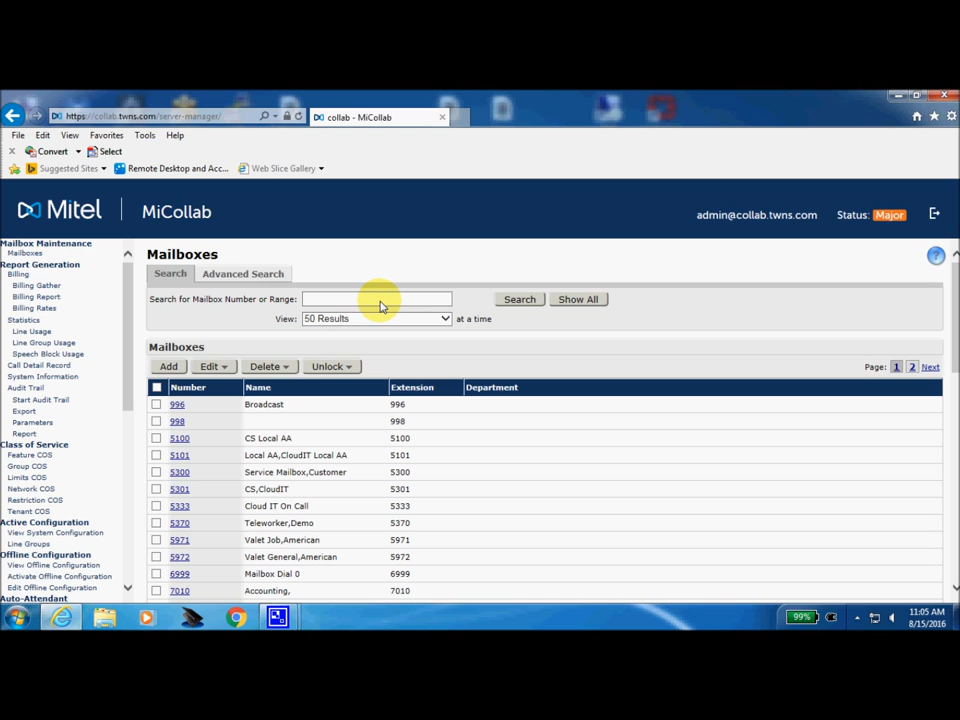 https://collab.twns.com/server-manager/
collab - MiCollab
File Edit View Favorites Tools Help
Convert Select
Suggested Sites Remote Desktop and Acc... Web Slice Gallery
Mitel MiCollab
admin@collab.twns.com Status: Major
Mailbox Maintenance
Mailboxes
Report Generation
Billing
Billing Gather
Billing Report
Billing Rates
Statistics
Line Usage
Line Group Usage
Speech Block Usage
Call Detail Record
System Information
Audit Trail
Start Audit Trail
Export
Parameters
Report
Class of Service
Feature COS
Group COS
Limits COS
Network COS
Restriction COS
Tenant COS
Active Configuration
View System Configuration
Line Groups
Offline Configuration
View Offline Configuration
Activate Offline Configuration
Edit Offline Configuration
Auto-Attendant
Mailboxes
Search Advanced Search
Search for Mailbox Number or Range: Search Show All
View: 50 Results at a time
Mailboxes
Add Edit Delete Unlock Page: 1 2 Next
Number Name Extension Department
996 Broadcast 996
998 998
5100 CS Local AA 5100
5101 Local AA,CloudIT Local AA 5101
5300 Service Mailbox,Customer 5300
5301 CS,CloudIT 5301
5333 Cloud IT On Call 5333
5370 Teleworker,Demo 5370
5971 Valet Job,American 5971
5972 Valet General,American 5972
6999 Mailbox Dial 0 6999
7010 Accounting, 7010
99% 11:05 AM
8/15/2016